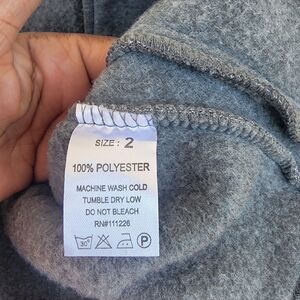 SIZE : 2
100% POLYESTER
MACHINE WASH COLD
TUMBLE DRY LOW
DO NOT BLEACH
RN#111226
30° P